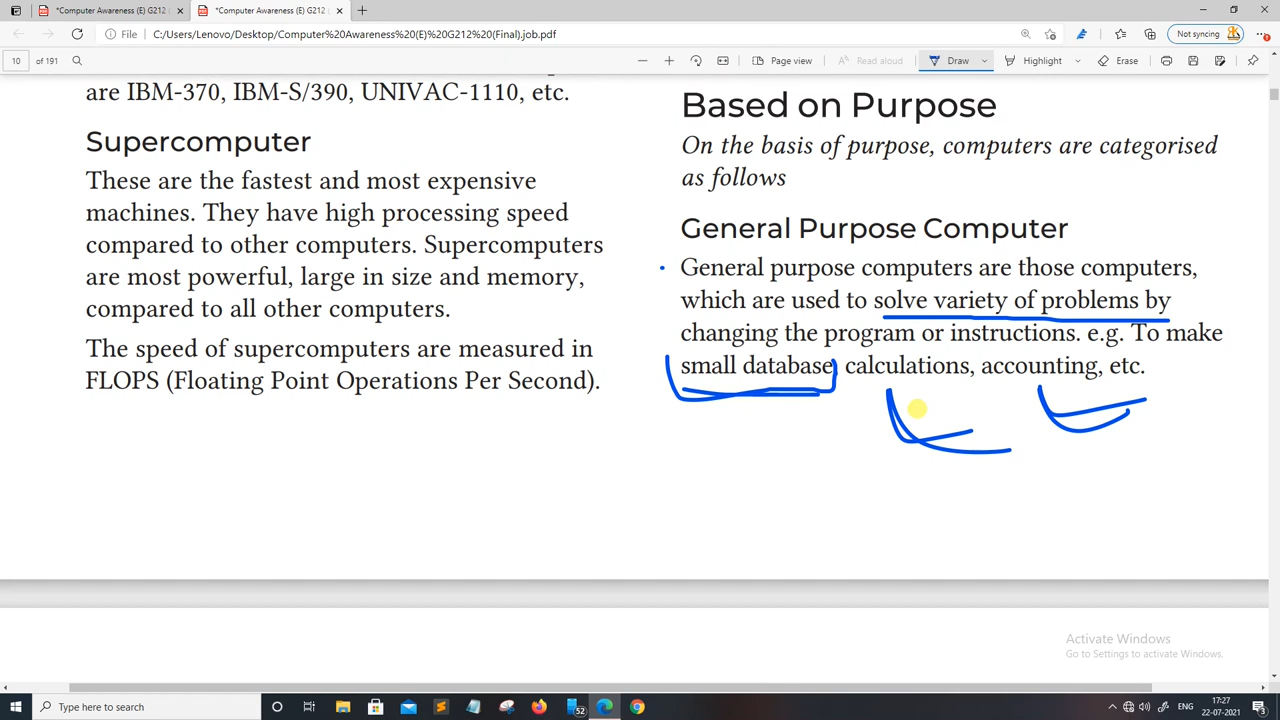 *Computer Awareness (E) G212
*Computer Awareness (E) G212
File
C:/Users/Lenovo/Desktop/Computer%20Awareness%20(E)%20G212%20(Final).job.pdf
Not syncing
10 of 191
Page view
Read aloud
Draw
Highlight
Erase
are IBM-370, IBM-S/390, UNIVAC-1110, etc.
Supercomputer
These are the fastest and most expensive
machines. They have high processing speed
compared to other computers. Supercomputers
are most powerful, large in size and memory,
compared to all other computers.
The speed of supercomputers are measured in
FLOPS (Floating Point Operations Per Second).
Based on Purpose
On the basis of purpose, computers are categorised
as follows
General Purpose Computer
General purpose computers are those computers,
which are used to solve variety of problems by
changing the program or instructions. e.g. To make
small database, calculations, accounting, etc.
Activate Windows
Go to Settings to activate Windows.
Type here to search
52
ENG
17:27
22-07-2021
3